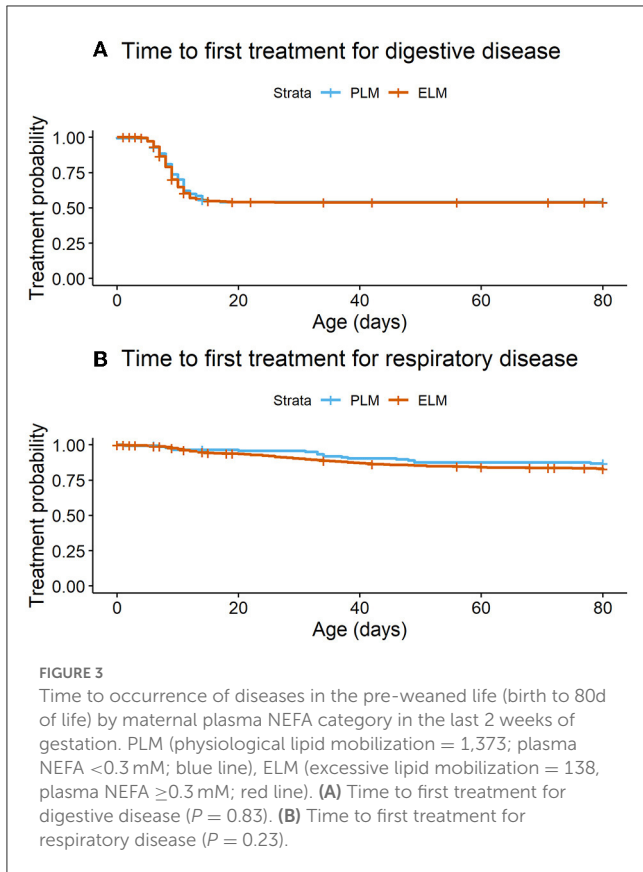 A Time to first treatment for digestive disease
Strata PLM ELM
Treatment probability
1.00
0.75
0.50
0.25
0.00
0 20 40 60 80
Age (days)
B Time to first treatment for respiratory disease
Strata PLM ELM
Treatment probability
1.00
0.75
0.50
0.25
0.00
0 20 40 60 80
Age (days)
FIGURE 3
Time to occurrence of diseases in the pre-weaned life (birth to 80d
of life) by maternal plasma NEFA category in the last 2 weeks of
gestation. PLM (physiological lipid mobilization = 1,373; plasma
NEFA <0.3 mM; blue line), ELM (excessive lipid mobilization = 138,
plasma NEFA ≥0.3 mM; red line). (A) Time to first treatment for
digestive disease (P = 0.83). (B) Time to first treatment for
respiratory disease (P = 0.23).